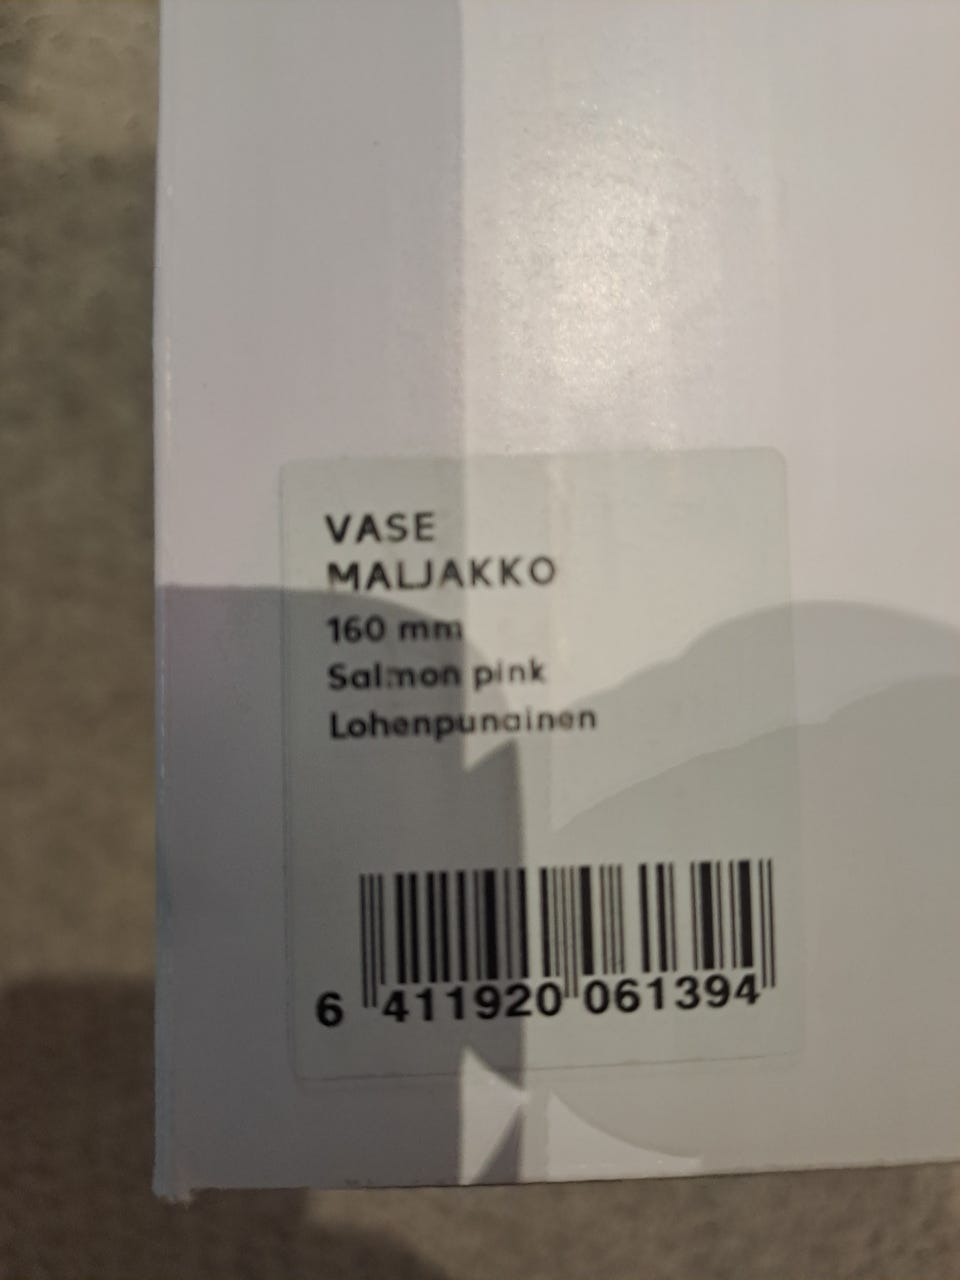 VASE
MALJAKKO
160 mm
Salmon pink
Lohenpunainen
6 411920 061394